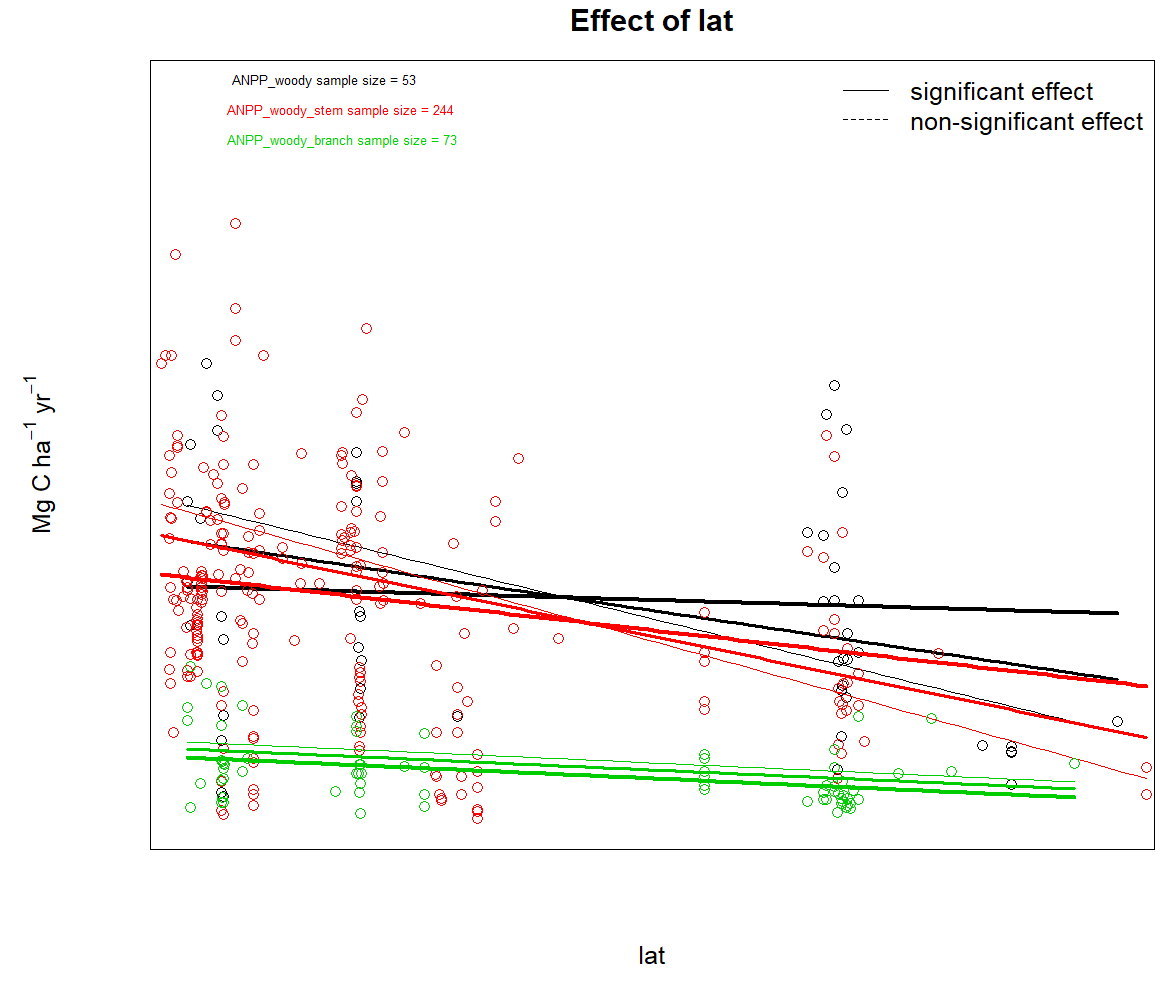 Effect of lat
ANPP_woody sample size = 53
ANPP_woody_stem sample size = 244
ANPP_woody_branch sample size = 73
significant effect
non-significant effect
Mg C ha⁻¹ yr⁻¹
lat